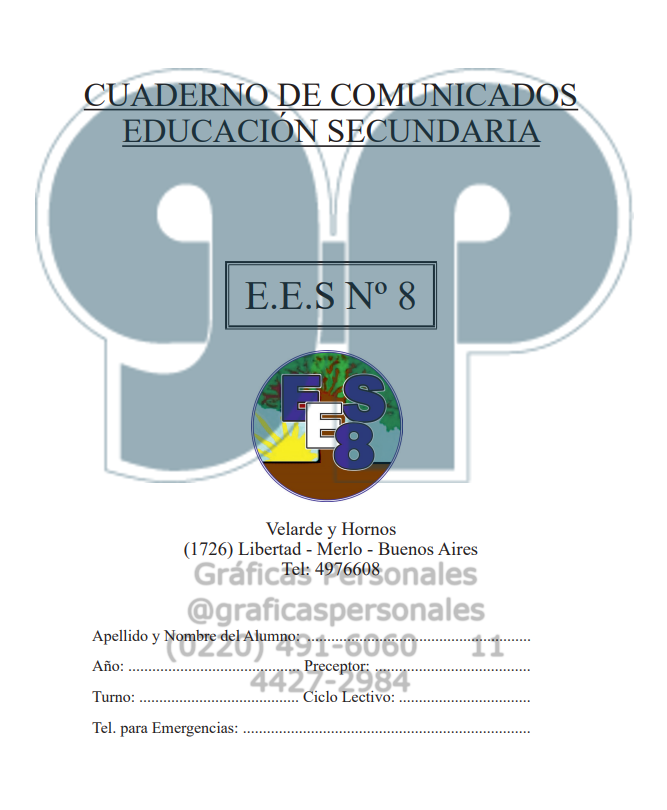 CUADERNO DE COMUNICADOS
EDUCACIÓN SECUNDARIA
gp
E.E.S Nº 8
E S
E 8
Velarde y Hornos
(1726) Libertad - Merlo - Buenos Aires
Tel: 4976608
Gráficas Personales
@graficaspersonales
Apellido y Nombre del Alumno: ........................................................
(0220) 491-6060 11
Año: ........................................... Preceptor: .......................................
4427-2984
Turno: ........................................ Ciclo Lectivo: .................................
Tel. para Emergencias: ........................................................................